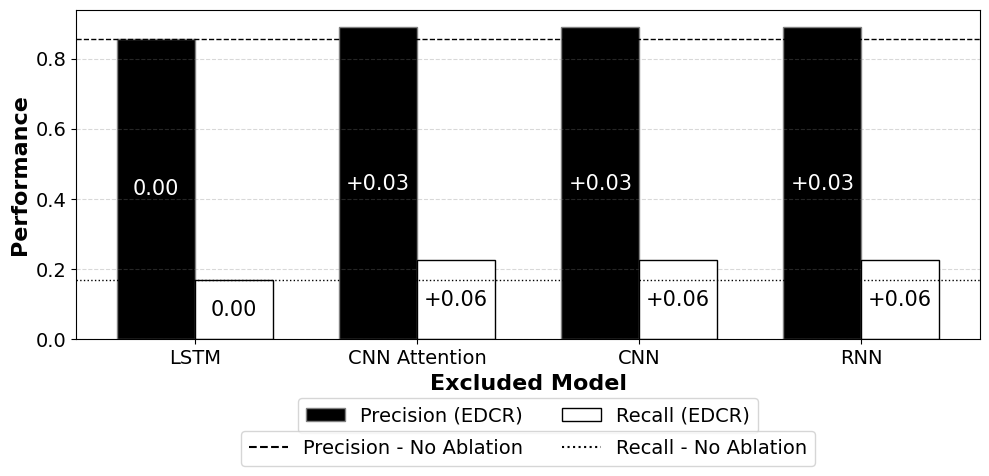 Performance
0.8
0.6
0.4
0.2
0.0
0.00
0.00
+0.03
+0.06
+0.03
+0.06
+0.03
+0.06
LSTM
CNN Attention
CNN
RNN
Excluded Model
Precision (EDCR)
Recall (EDCR)
Precision - No Ablation
Recall - No Ablation